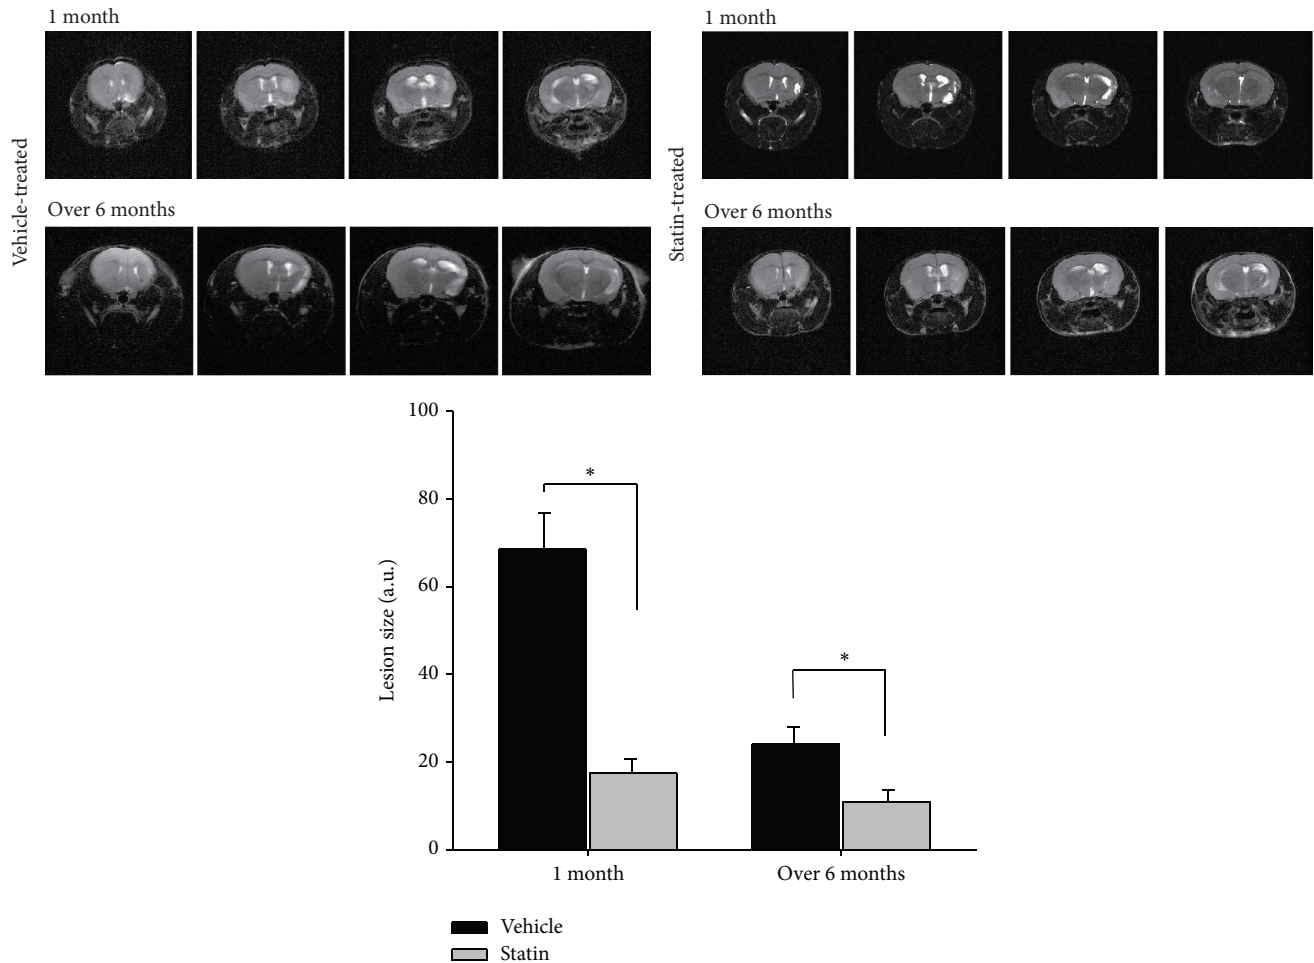 1 month
Vehicle-treated
Over 6 months
1 month
Statin-treated
Over 6 months
100
80
60
40
20
0
Lesion size (a.u.)
*
*
1 month
Over 6 months
Vehicle
Statin